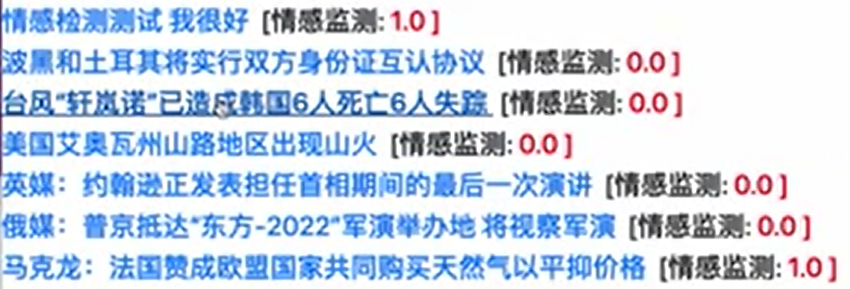 情感检测测试 我很好 [情感监测: 1.0 ]
波黑和土耳其将实行双方身份证互认协议 [情感监测: 0.0 ]
台风“轩岚诺”已造成韩国6人死亡6人失踪 [情感监测: 0.0 ]
美国艾奥瓦州山路地区出现山火 [情感监测: 0.0 ]
英媒：约翰逊正发表担任首相期间的最后一次演讲 [情感监测: 0.0 ]
俄媒：普京抵达“东方-2022”军演举办地 将视察军演 [情感监测: 0.0 ]
马克龙：法国赞成欧盟国家共同购买天然气以平抑价格 [情感监测: 1.0 ]